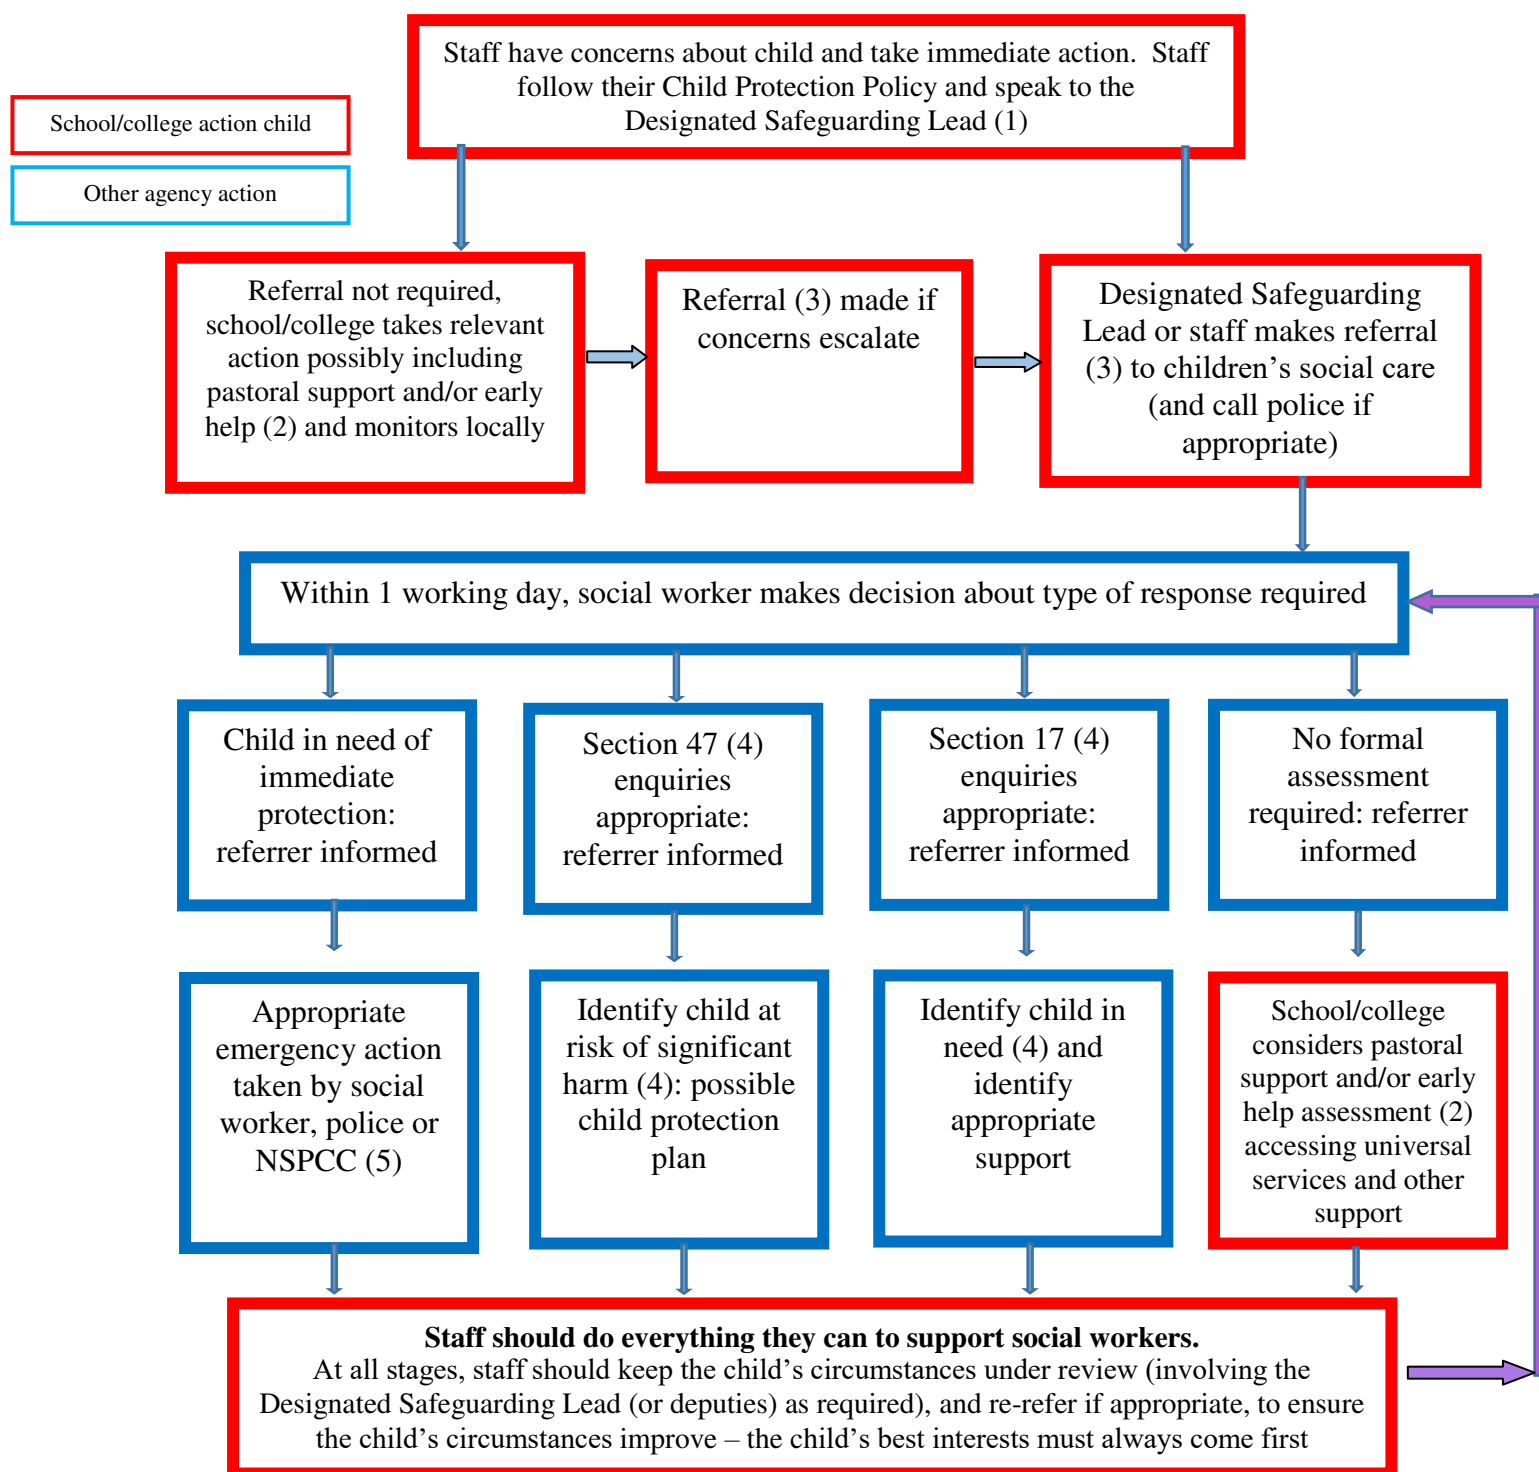 Staff have concerns about child and take immediate action.  Staff
follow their Child Protection Policy and speak to the
Designated Safeguarding Lead (1)
School/college action child
Other agency action
Referral not required,
school/college takes relevant
action possibly including
pastoral support and/or early
help (2) and monitors locally
Referral (3) made if
concerns escalate
Designated Safeguarding
Lead or staff makes referral
(3) to children’s social care
(and call police if
appropriate)
Within 1 working day, social worker makes decision about type of response required
Child in need of
immediate
protection:
referrer informed
Section 47 (4)
enquiries
appropriate:
referrer informed
Section 17 (4)
enquiries
appropriate:
referrer informed
No formal
assessment
required: referrer
informed
Appropriate
emergency action
taken by social
worker, police or
NSPCC (5)
Identify child at
risk of significant
harm (4): possible
child protection
plan
Identify child in
need (4) and
identify
appropriate
support
School/college
considers pastoral
support and/or early
help assessment (2)
accessing universal
services and other
support
Staff should do everything they can to support social workers.
At all stages, staff should keep the child’s circumstances under review (involving the
Designated Safeguarding Lead (or deputies) as required), and re-refer if appropriate, to ensure
the child’s circumstances improve – the child’s best interests must always come first